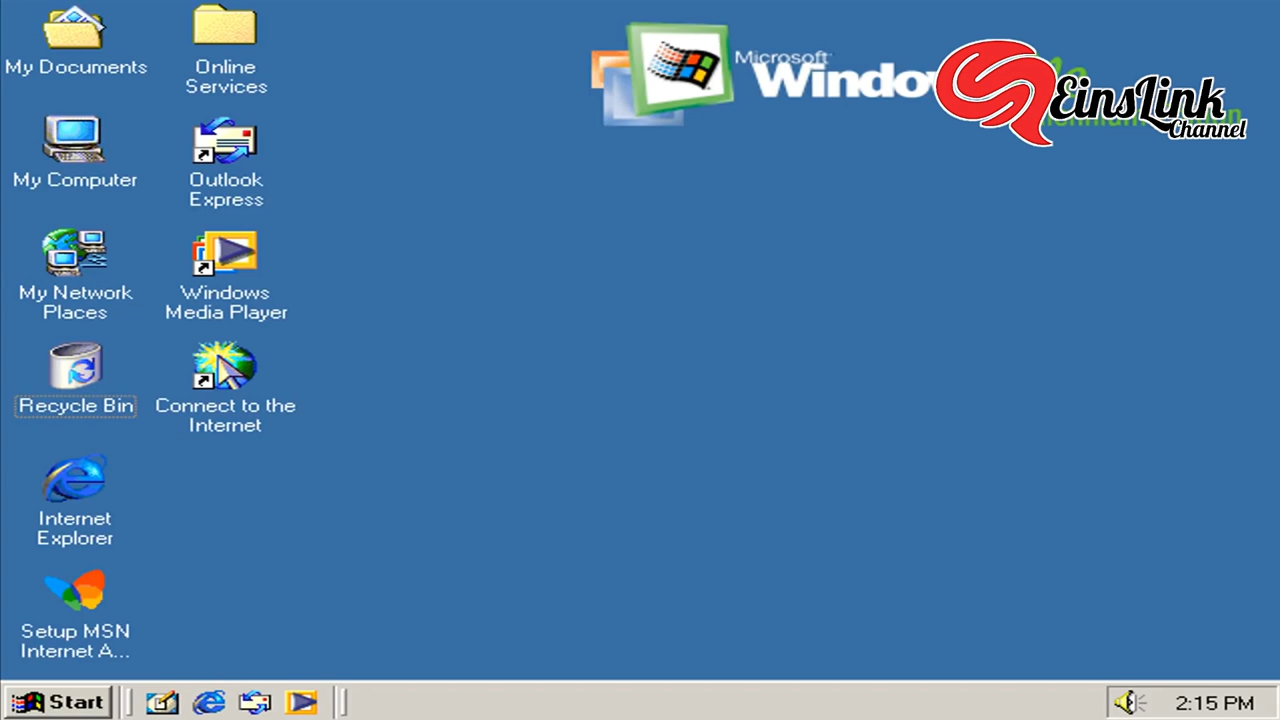 My Documents
Online
Services
Microsoft
Windo
EinsLink
Channel
My Computer
Outlook
Express
My Network
Places
Windows
Media Player
Recycle Bin
Connect to the
Internet
Internet
Explorer
Setup MSN
Internet A...
Start
2:15 PM